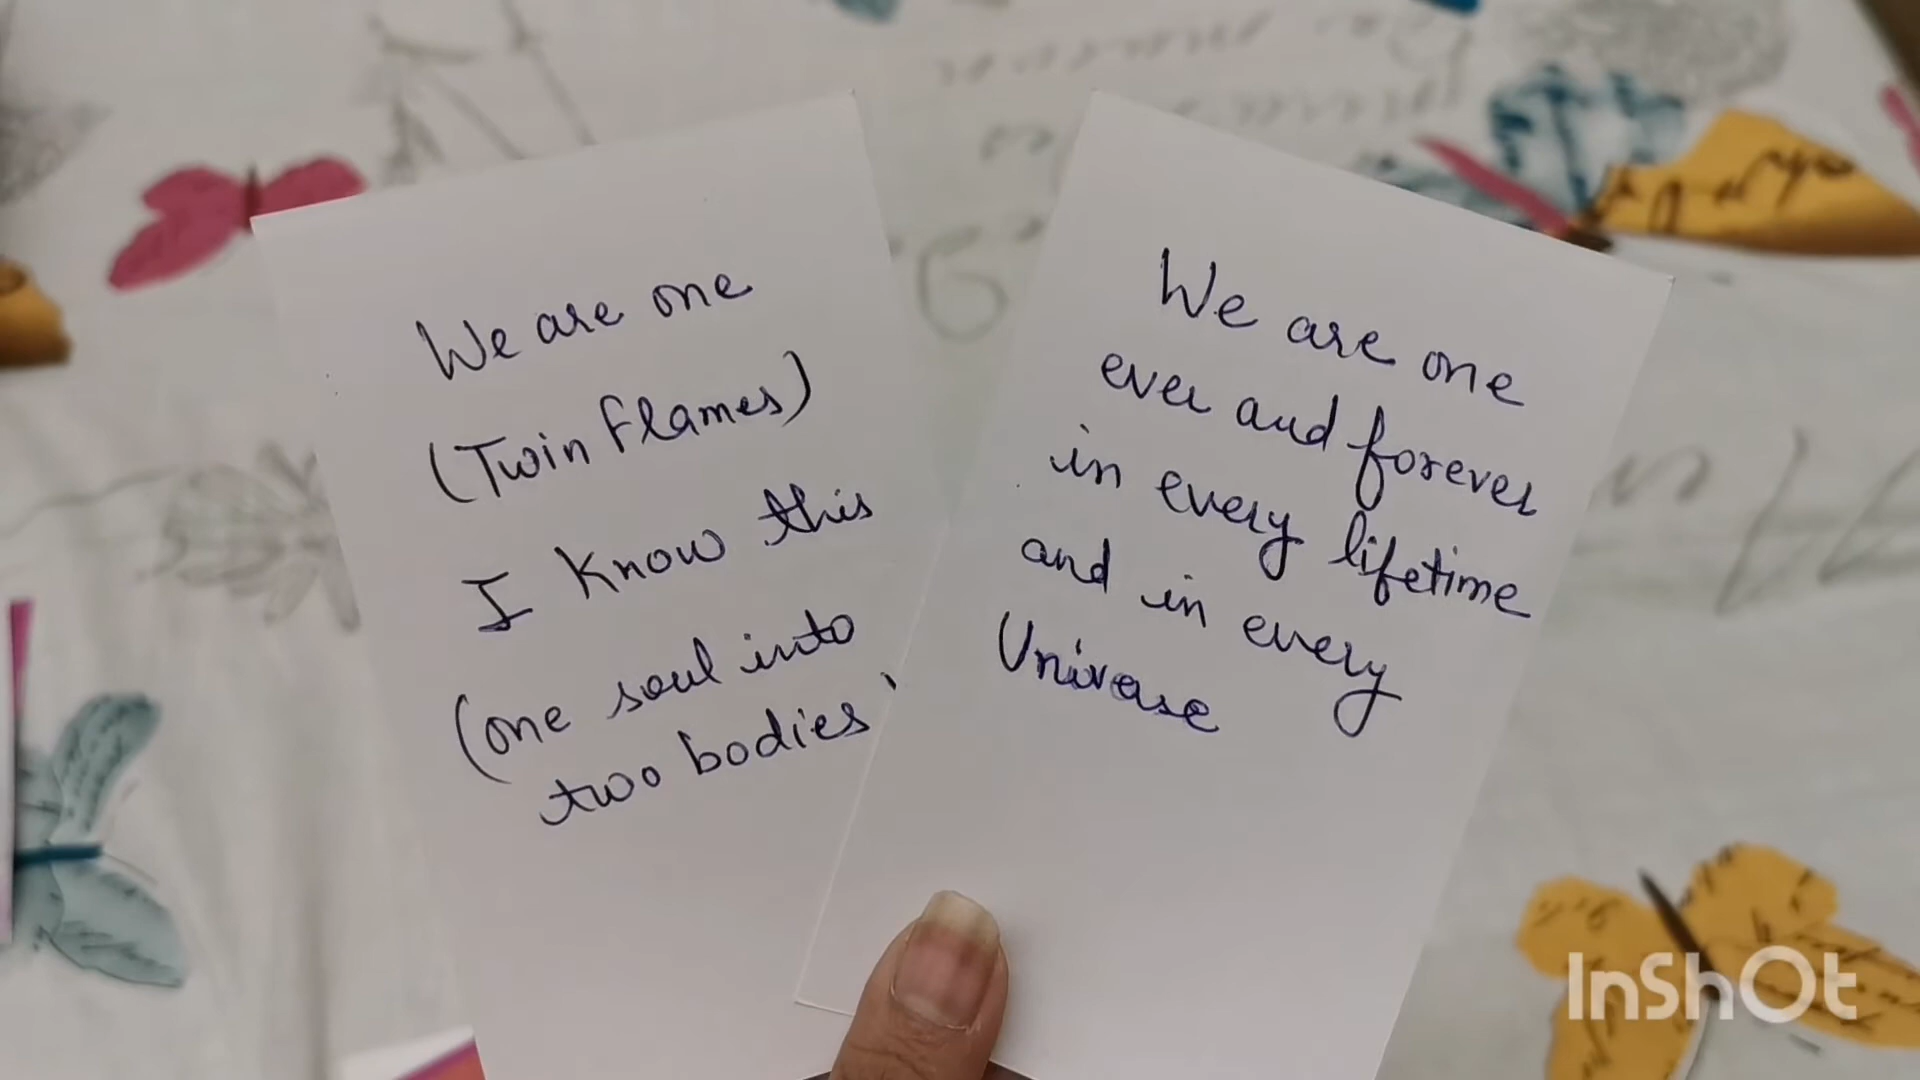 We are one
(Twin flames)
I know this
(one soul into
two bodies)
We are one
ever and forever
in every lifetime
and in every
Universe
InShOt